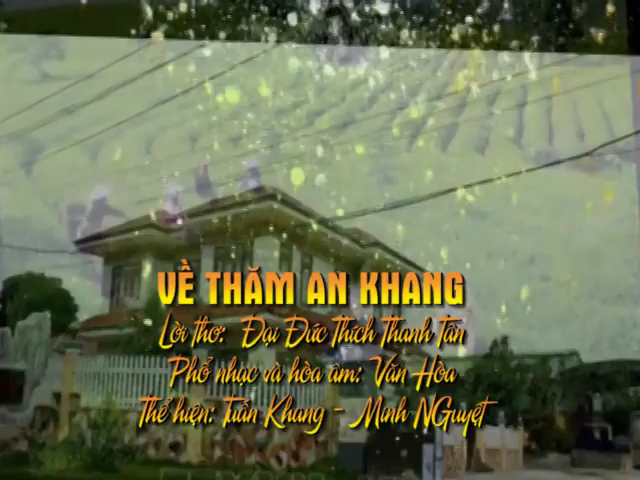 VỀ THĂM AN KHANG
Lời thơ: Đại Đức Thích Thanh Tân
Phổ nhạc và hòa âm: Văn Hòa
Thể hiện: Tuấn Khang - Minh NGuyệt